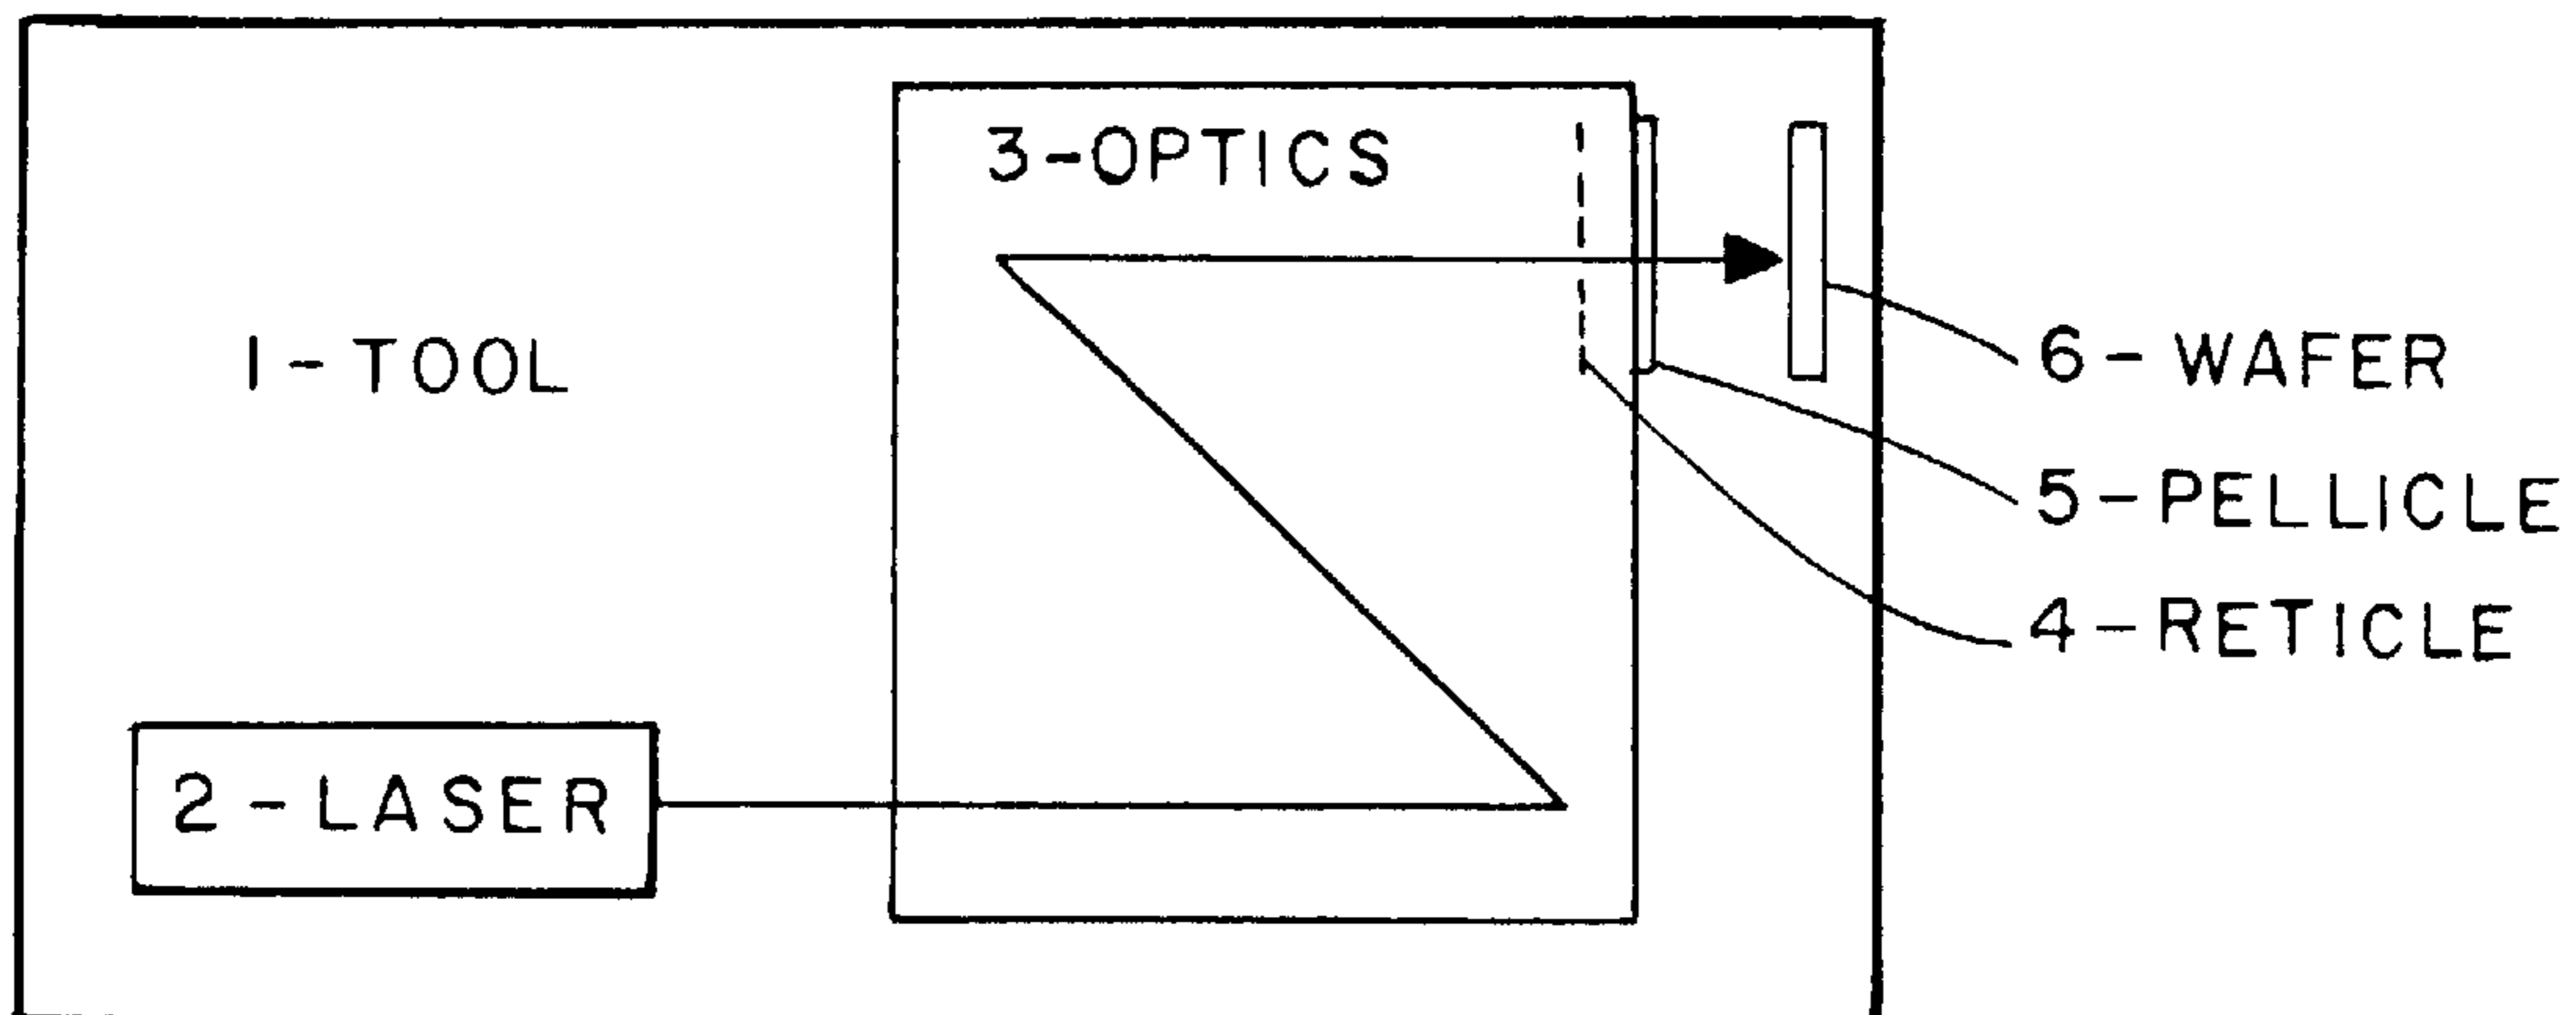 3-OPTICS
1-TOOL
6-WAFER
5-PELLICLE
4-RETICLE
2-LASER